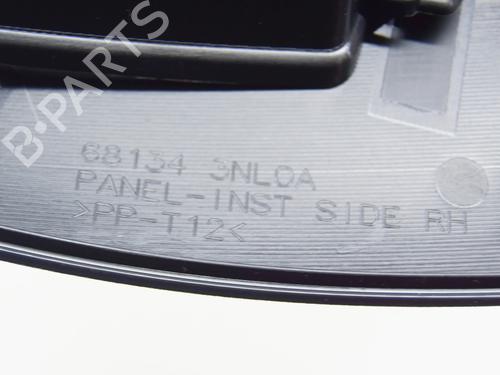 68134 3NL0A
PANEL-INST SIDE RH
>PP-T12<
B-PARTS